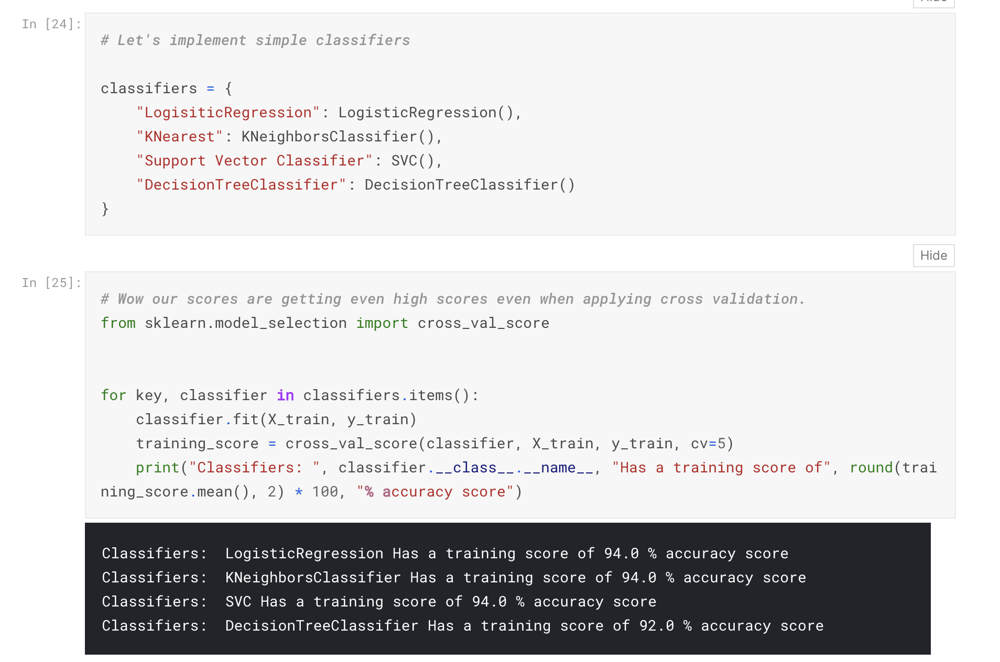 Hide
In [24]:
# Let's implement simple classifiers
classifiers = {
    "LogisiticRegression": LogisticRegression(),
    "KNearest": KNeighborsClassifier(),
    "Support Vector Classifier": SVC(),
    "DecisionTreeClassifier": DecisionTreeClassifier()
}
Hide
In [25]:
# Wow our scores are getting even high scores even when applying cross validation.
from sklearn.model_selection import cross_val_score
for key, classifier in classifiers.items():
    classifier.fit(X_train, y_train)
    training_score = cross_val_score(classifier, X_train, y_train, cv=5)
    print("Classifiers: ", classifier.__class__.__name__, "Has a training score of", round(trai
ning_score.mean(), 2) * 100, "% accuracy score")
Classifiers:  LogisticRegression Has a training score of 94.0 % accuracy score
Classifiers:  KNeighborsClassifier Has a training score of 94.0 % accuracy score
Classifiers:  SVC Has a training score of 94.0 % accuracy score
Classifiers:  DecisionTreeClassifier Has a training score of 92.0 % accuracy score